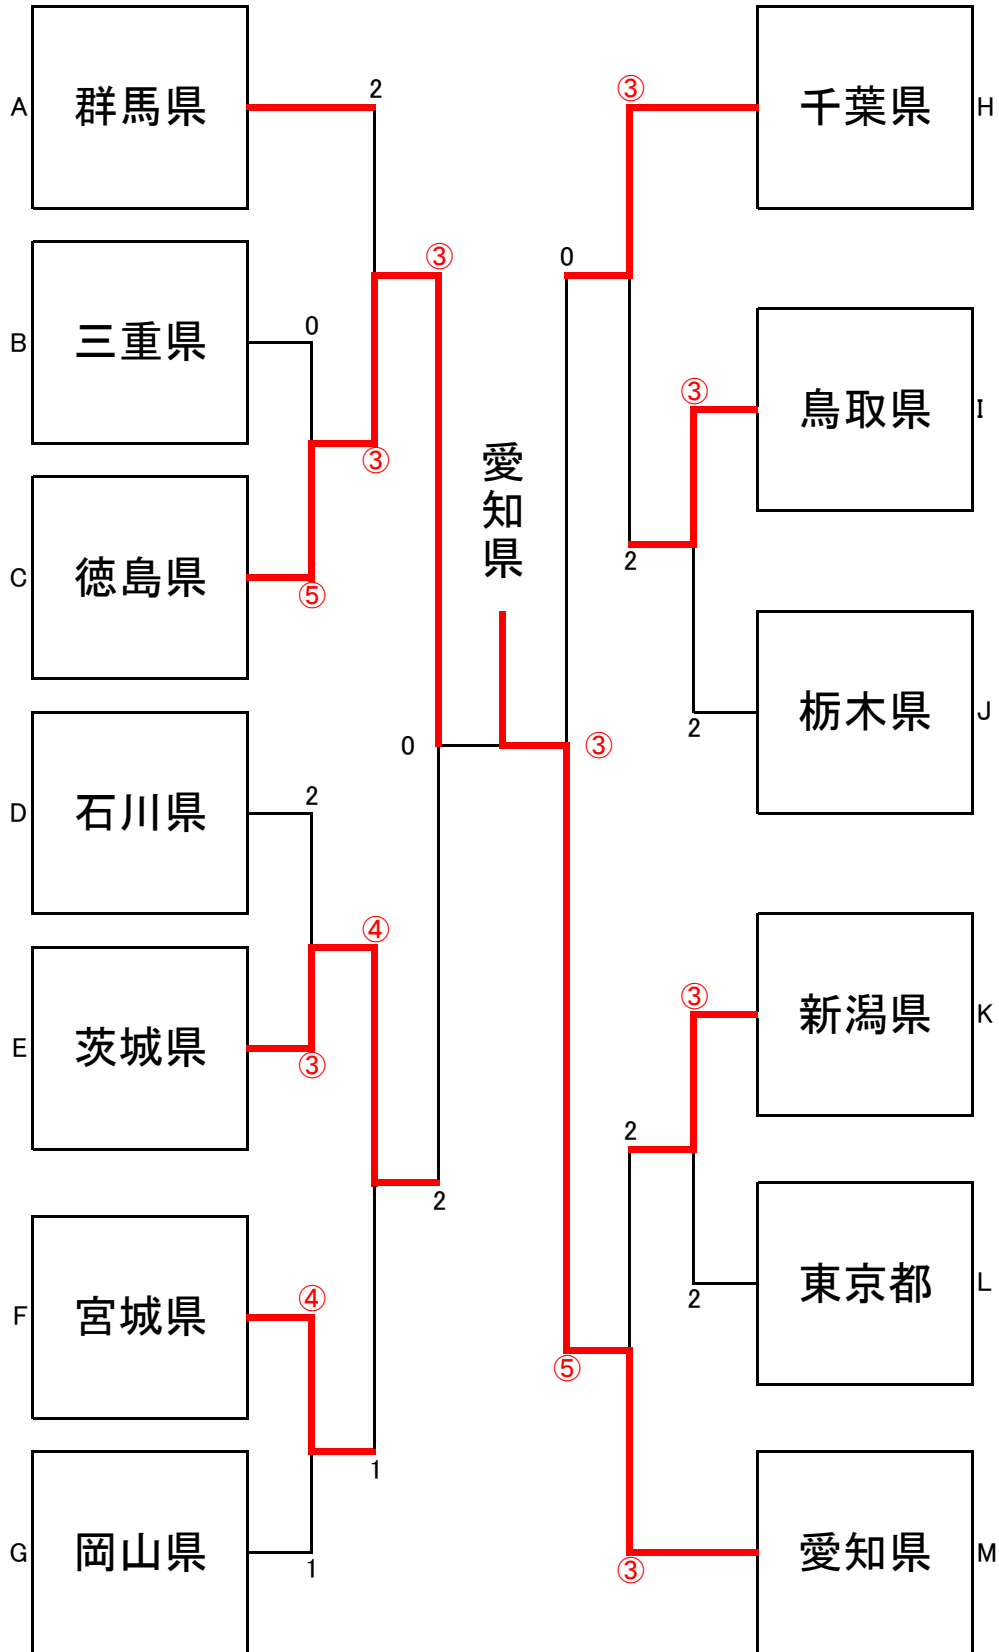 A 群馬県 2 ③ 千葉県 H
③ 0
B 三重県 0
③ 鳥取県 I
③
愛知県
2
C 徳島県 ⑤
2 栃木県 J
0 ③
D 石川県 2
④
③ 新潟県 K
E 茨城県 ③
2
2
F 宮城県 ④ 2 東京都 L
⑤
1
G 岡山県 1 ③ 愛知県 M